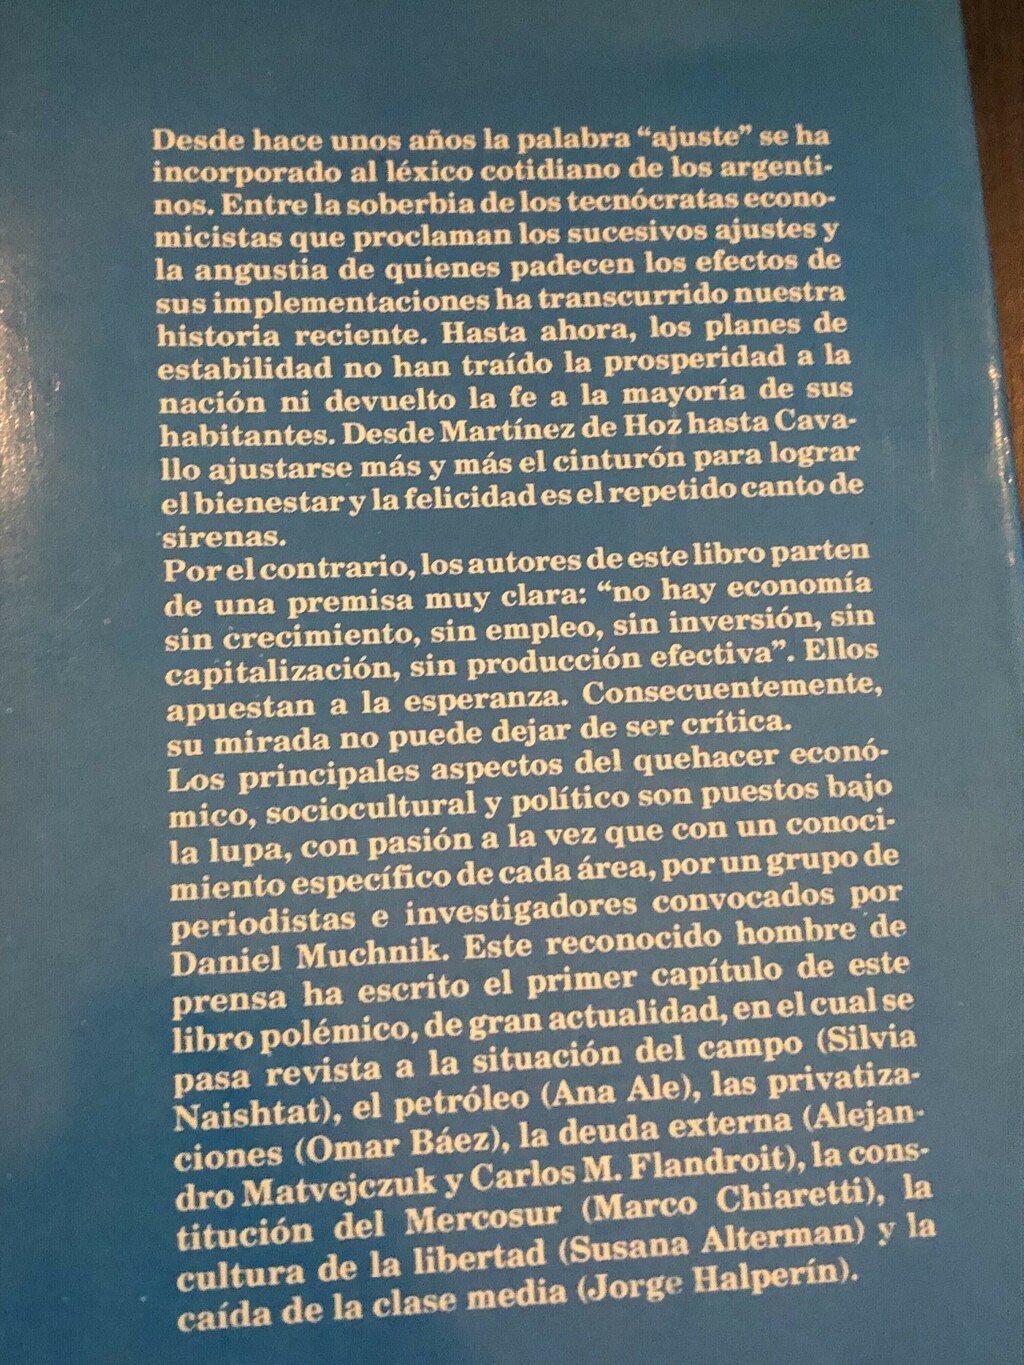 Desde hace unos años la palabra “ajuste” se ha
incorporado al léxico cotidiano de los argenti-
nos. Entre la soberbia de los tecnócratas econo-
micistas que proclaman los sucesivos ajustes y
la angustia de quienes padecen los efectos de
sus implementaciones ha transcurrido nuestra
historia reciente. Hasta ahora, los planes de
estabilidad no han traído la prosperidad a la
nación ni devuelto la fe a la mayoría de sus
habitantes. Desde Martínez de Hoz hasta Cava-
llo ajustarse más y más el cinturón para lograr
el bienestar y la felicidad es el repetido canto de
sirenas.
Por el contrario, los autores de este libro parten
de una premisa muy clara: “no hay economía
sin crecimiento, sin empleo, sin inversión, sin
capitalización, sin producción efectiva”. Ellos
apuestan a la esperanza. Consecuentemente,
su mirada no puede dejar de ser crítica.
Los principales aspectos del quehacer econó-
mico, sociocultural y político son puestos bajo
la lupa, con pasión a la vez que con un conoci-
miento específico de cada área, por un grupo de
periodistas e investigadores convocados por
Daniel Muchnik. Este reconocido hombre de
prensa ha escrito el primer capítulo de este
libro polémico, de gran actualidad, en el cual se
pasa revista a la situación del campo (Silvia
Naishtat), el petróleo (Ana Ale), las privatiza-
ciones (Omar Báez), la deuda externa (Alejan-
dro Matvejczuk y Carlos M. Flandroit), la cons-
titución del Mercosur (Marco Chiaretti), la
cultura de la libertad (Susana Alterman) y la
caída de la clase media (Jorge Halperín).